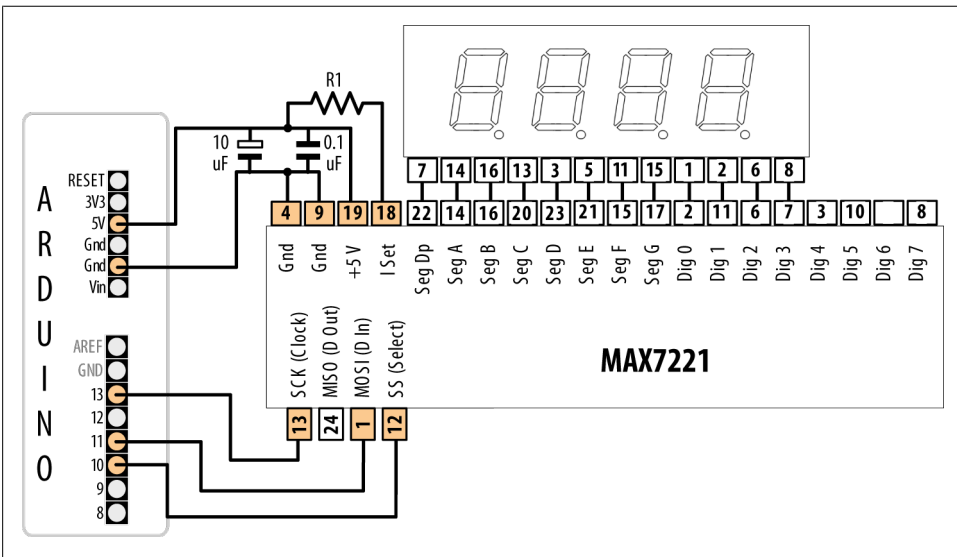 R1
10
uF
0.1
uF
ARDUINO
RESET
3V3
5V
Gnd
Gnd
Vin
AREF
GND
13
12
11
10
9
8
7 14 16 13 3 5 11 15 1 2 6 8
4 9 19 18 22 14 16 20 23 21 15 17 2 11 6 7 3 10 8
Gnd
Gnd
+5 V
I Set
Seg Dp
Seg A
Seg B
Seg C
Seg D
Seg E
Seg F
Seg G
Dig 0
Dig 1
Dig 2
Dig 3
Dig 4
Dig 5
Dig 6
Dig 7
MAX7221
SCK (Clock)
MISO (D Out)
MOSI (D In)
SS (Select)
13 24 1 12